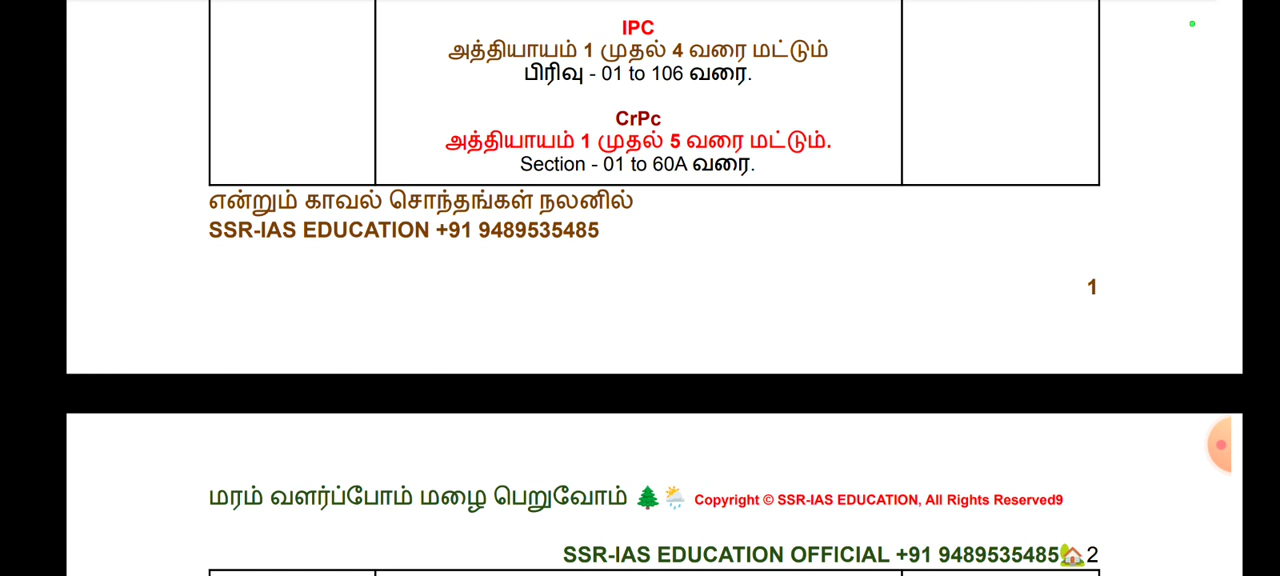 IPC
அத்தியாயம் 1 முதல் 4 வரை மட்டும்
பிரிவு - 01 to 106 வரை.
CrPc
அத்தியாயம் 1 முதல் 5 வரை மட்டும்.
Section - 01 to 60A வரை.
என்றும் காவல் சொந்தங்கள் நலனில்
SSR-IAS EDUCATION +91 9489535485
1
மரம் வளர்ப்போம் மழை பெறுவோம் 🌲🌦️ Copyright © SSR-IAS EDUCATION, All Rights Reserved9
SSR-IAS EDUCATION OFFICIAL +91 9489535485🏡2